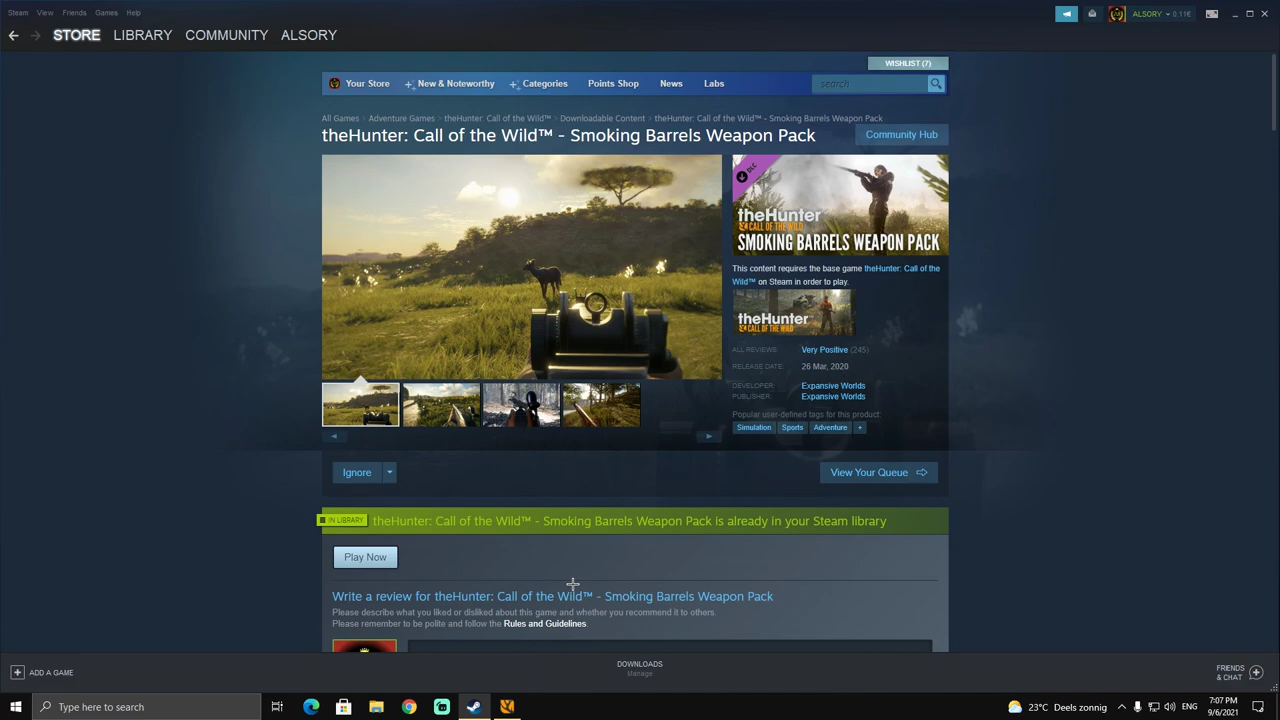 Steam View Friends Games Help
ALSORY 0.11€
STORE LIBRARY COMMUNITY ALSORY
WISHLIST (7)
Your Store New & Noteworthy Categories Points Shop News Labs search
All Games > Adventure Games > theHunter: Call of the Wild™ > Downloadable Content > theHunter: Call of the Wild™ - Smoking Barrels Weapon Pack
theHunter: Call of the Wild™ - Smoking Barrels Weapon Pack
Community Hub
DLC
theHunter
CALL OF THE WILD
SMOKING BARRELS WEAPON PACK
This content requires the base game theHunter: Call of the
Wild™ on Steam in order to play.
theHunter
CALL OF THE WILD
ALL REVIEWS: Very Positive (245)
RELEASE DATE: 26 Mar, 2020
DEVELOPER: Expansive Worlds
PUBLISHER: Expansive Worlds
Popular user-defined tags for this product:
Simulation Sports Adventure +
Ignore
View Your Queue
IN LIBRARY theHunter: Call of the Wild™ - Smoking Barrels Weapon Pack is already in your Steam library
Play Now
Write a review for theHunter: Call of the Wild™ - Smoking Barrels Weapon Pack
Please describe what you liked or disliked about this game and whether you recommend it to others.
Please remember to be polite and follow the Rules and Guidelines.
ADD A GAME
DOWNLOADS
Manage
FRIENDS
& CHAT
Type here to search
23°C Deels zonnig
ENG
7:07 PM
9/6/2021